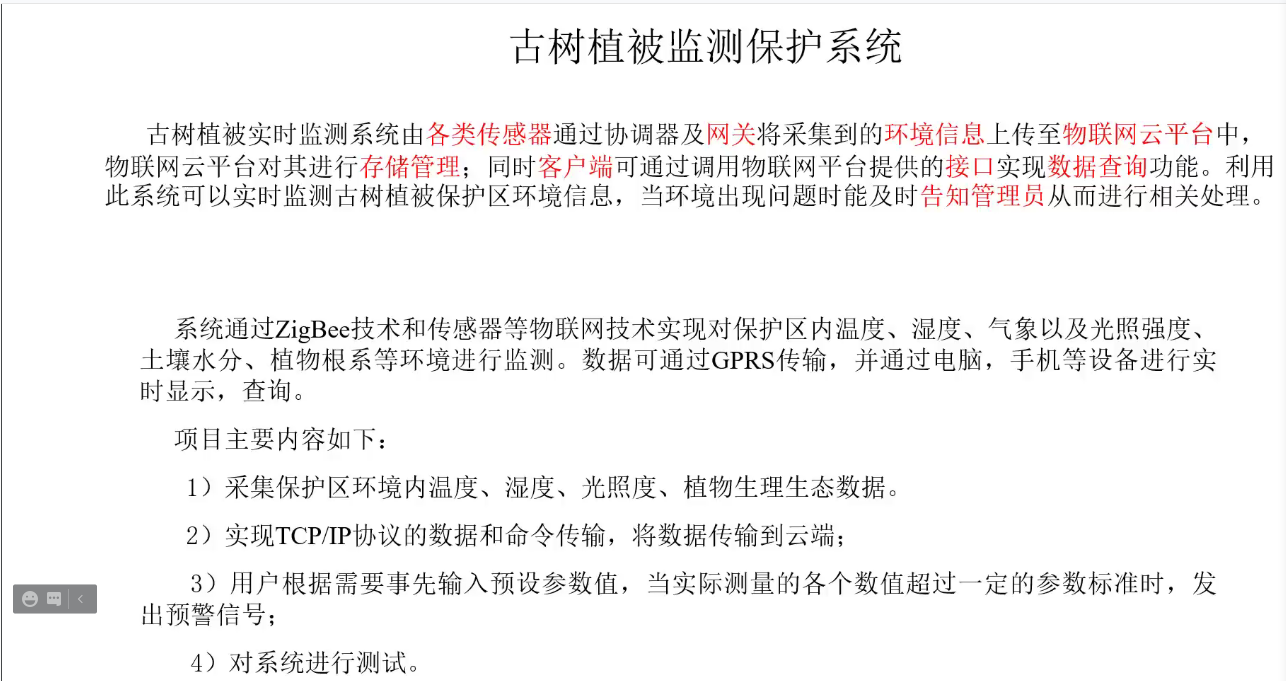 古树植被监测保护系统
古树植被实时监测系统由各类传感器通过协调器及网关将采集到的环境信息上传至物联网云平台中，
物联网云平台对其进行存储管理；同时客户端可通过调用物联网平台提供的接口实现数据查询功能。利用
此系统可以实时监测古树植被保护区环境信息，当环境出现问题时能及时告知管理员从而进行相关处理。
系统通过ZigBee技术和传感器等物联网技术实现对保护区内温度、湿度、气象以及光照强度、
土壤水分、植物根系等环境进行监测。数据可通过GPRS传输，并通过电脑，手机等设备进行实
时显示，查询。
项目主要内容如下：
1）采集保护区环境内温度、湿度、光照度、植物生理生态数据。
2）实现TCP/IP协议的数据和命令传输，将数据传输到云端；
3）用户根据需要事先输入预设参数值，当实际测量的各个数值超过一定的参数标准时，发
出预警信号；
4）对系统进行测试。